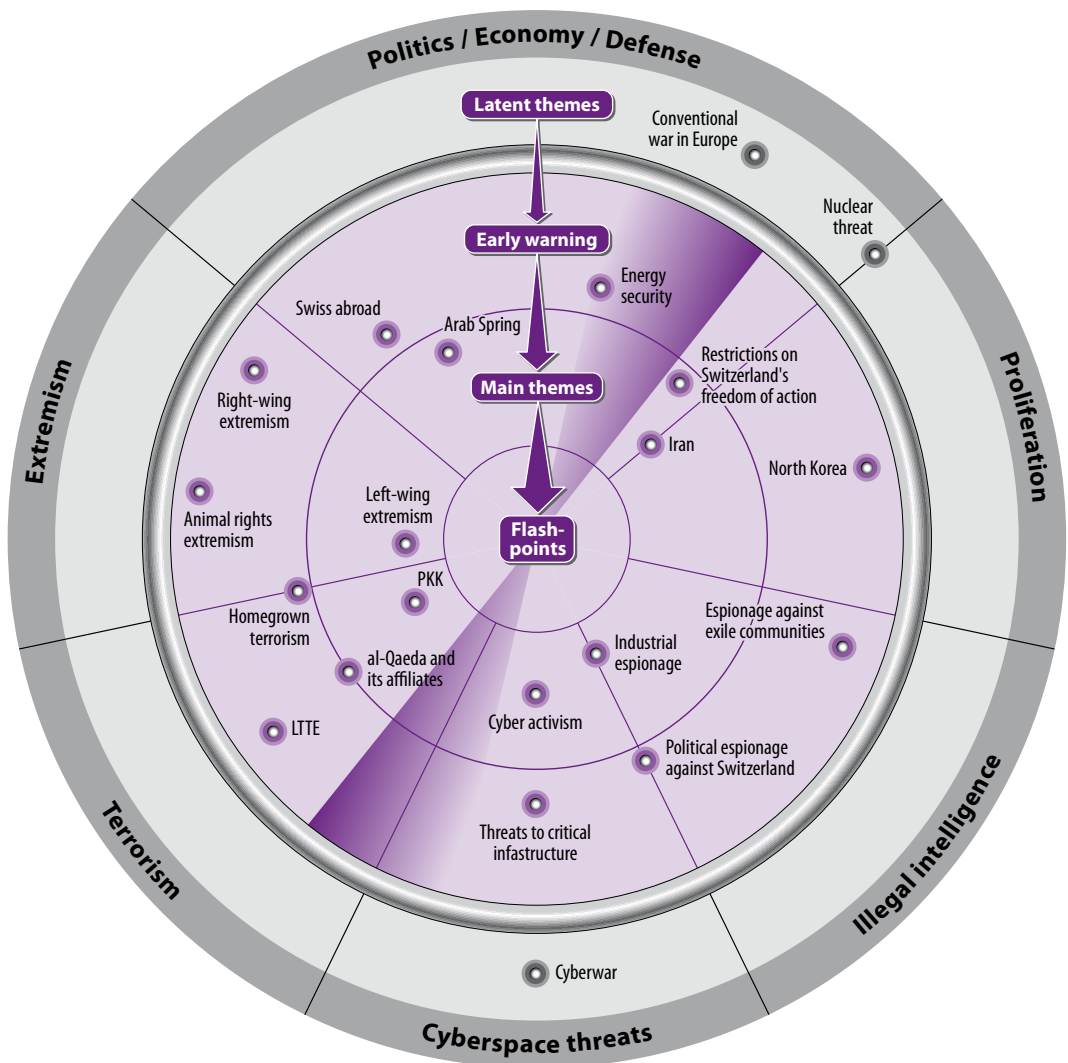 Politics / Economy / Defense
Latent themes
Conventional
war in Europe
Nuclear
threat
Early warning
Energy
security
Swiss abroad
Arab Spring
Main themes
Restrictions on
Switzerland's
freedom of action
Right-wing
extremism
Extremism
Proliferation
Iran
North Korea
Left-wing
extremism
Animal rights
extremism
Flash-
points
PKK
Homegrown
terrorism
Espionage against
exile communities
Industrial
espionage
al-Qaeda and
its affiliates
LTTE
Cyber activism
Political espionage
against Switzerland
Threats to critical
infastructure
Terrorism
Illegal intelligence
Cyberwar
Cyberspace threats